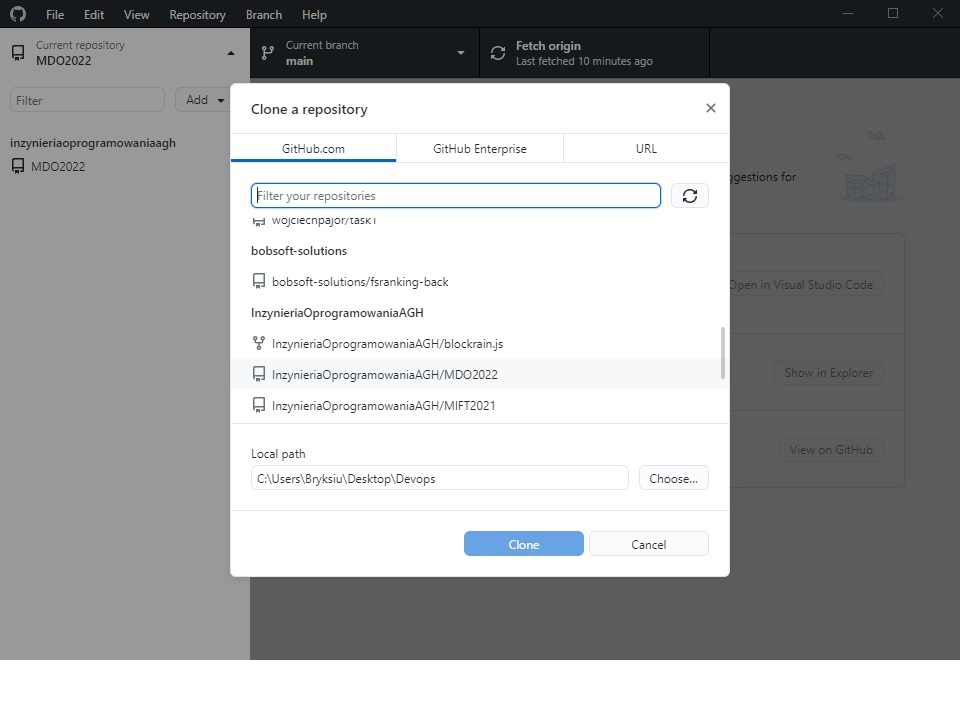 File Edit View Repository Branch Help
Current repository
MDO2022
Current branch
main
Fetch origin
Last fetched 10 minutes ago
Filter
Add
inzynieriaoprogramowaniaagh
MDO2022
Clone a repository
GitHub.com GitHub Enterprise URL
Filter your repositories
wojciechpajor/task1
bobsoft-solutions
bobsoft-solutions/fsranking-back
InzynieriaOprogramowaniaAGH
InzynieriaOprogramowaniaAGH/blockrain.js
InzynieriaOprogramowaniaAGH/MDO2022
InzynieriaOprogramowaniaAGH/MIFT2021
Local path
C:\Users\Bryksiu\Desktop\Devops
Choose...
Clone Cancel
ggestions for
Open in Visual Studio Code
Show in Explorer
View on GitHub